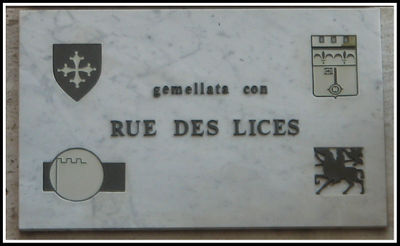 gemellata con
RUE DES LICES